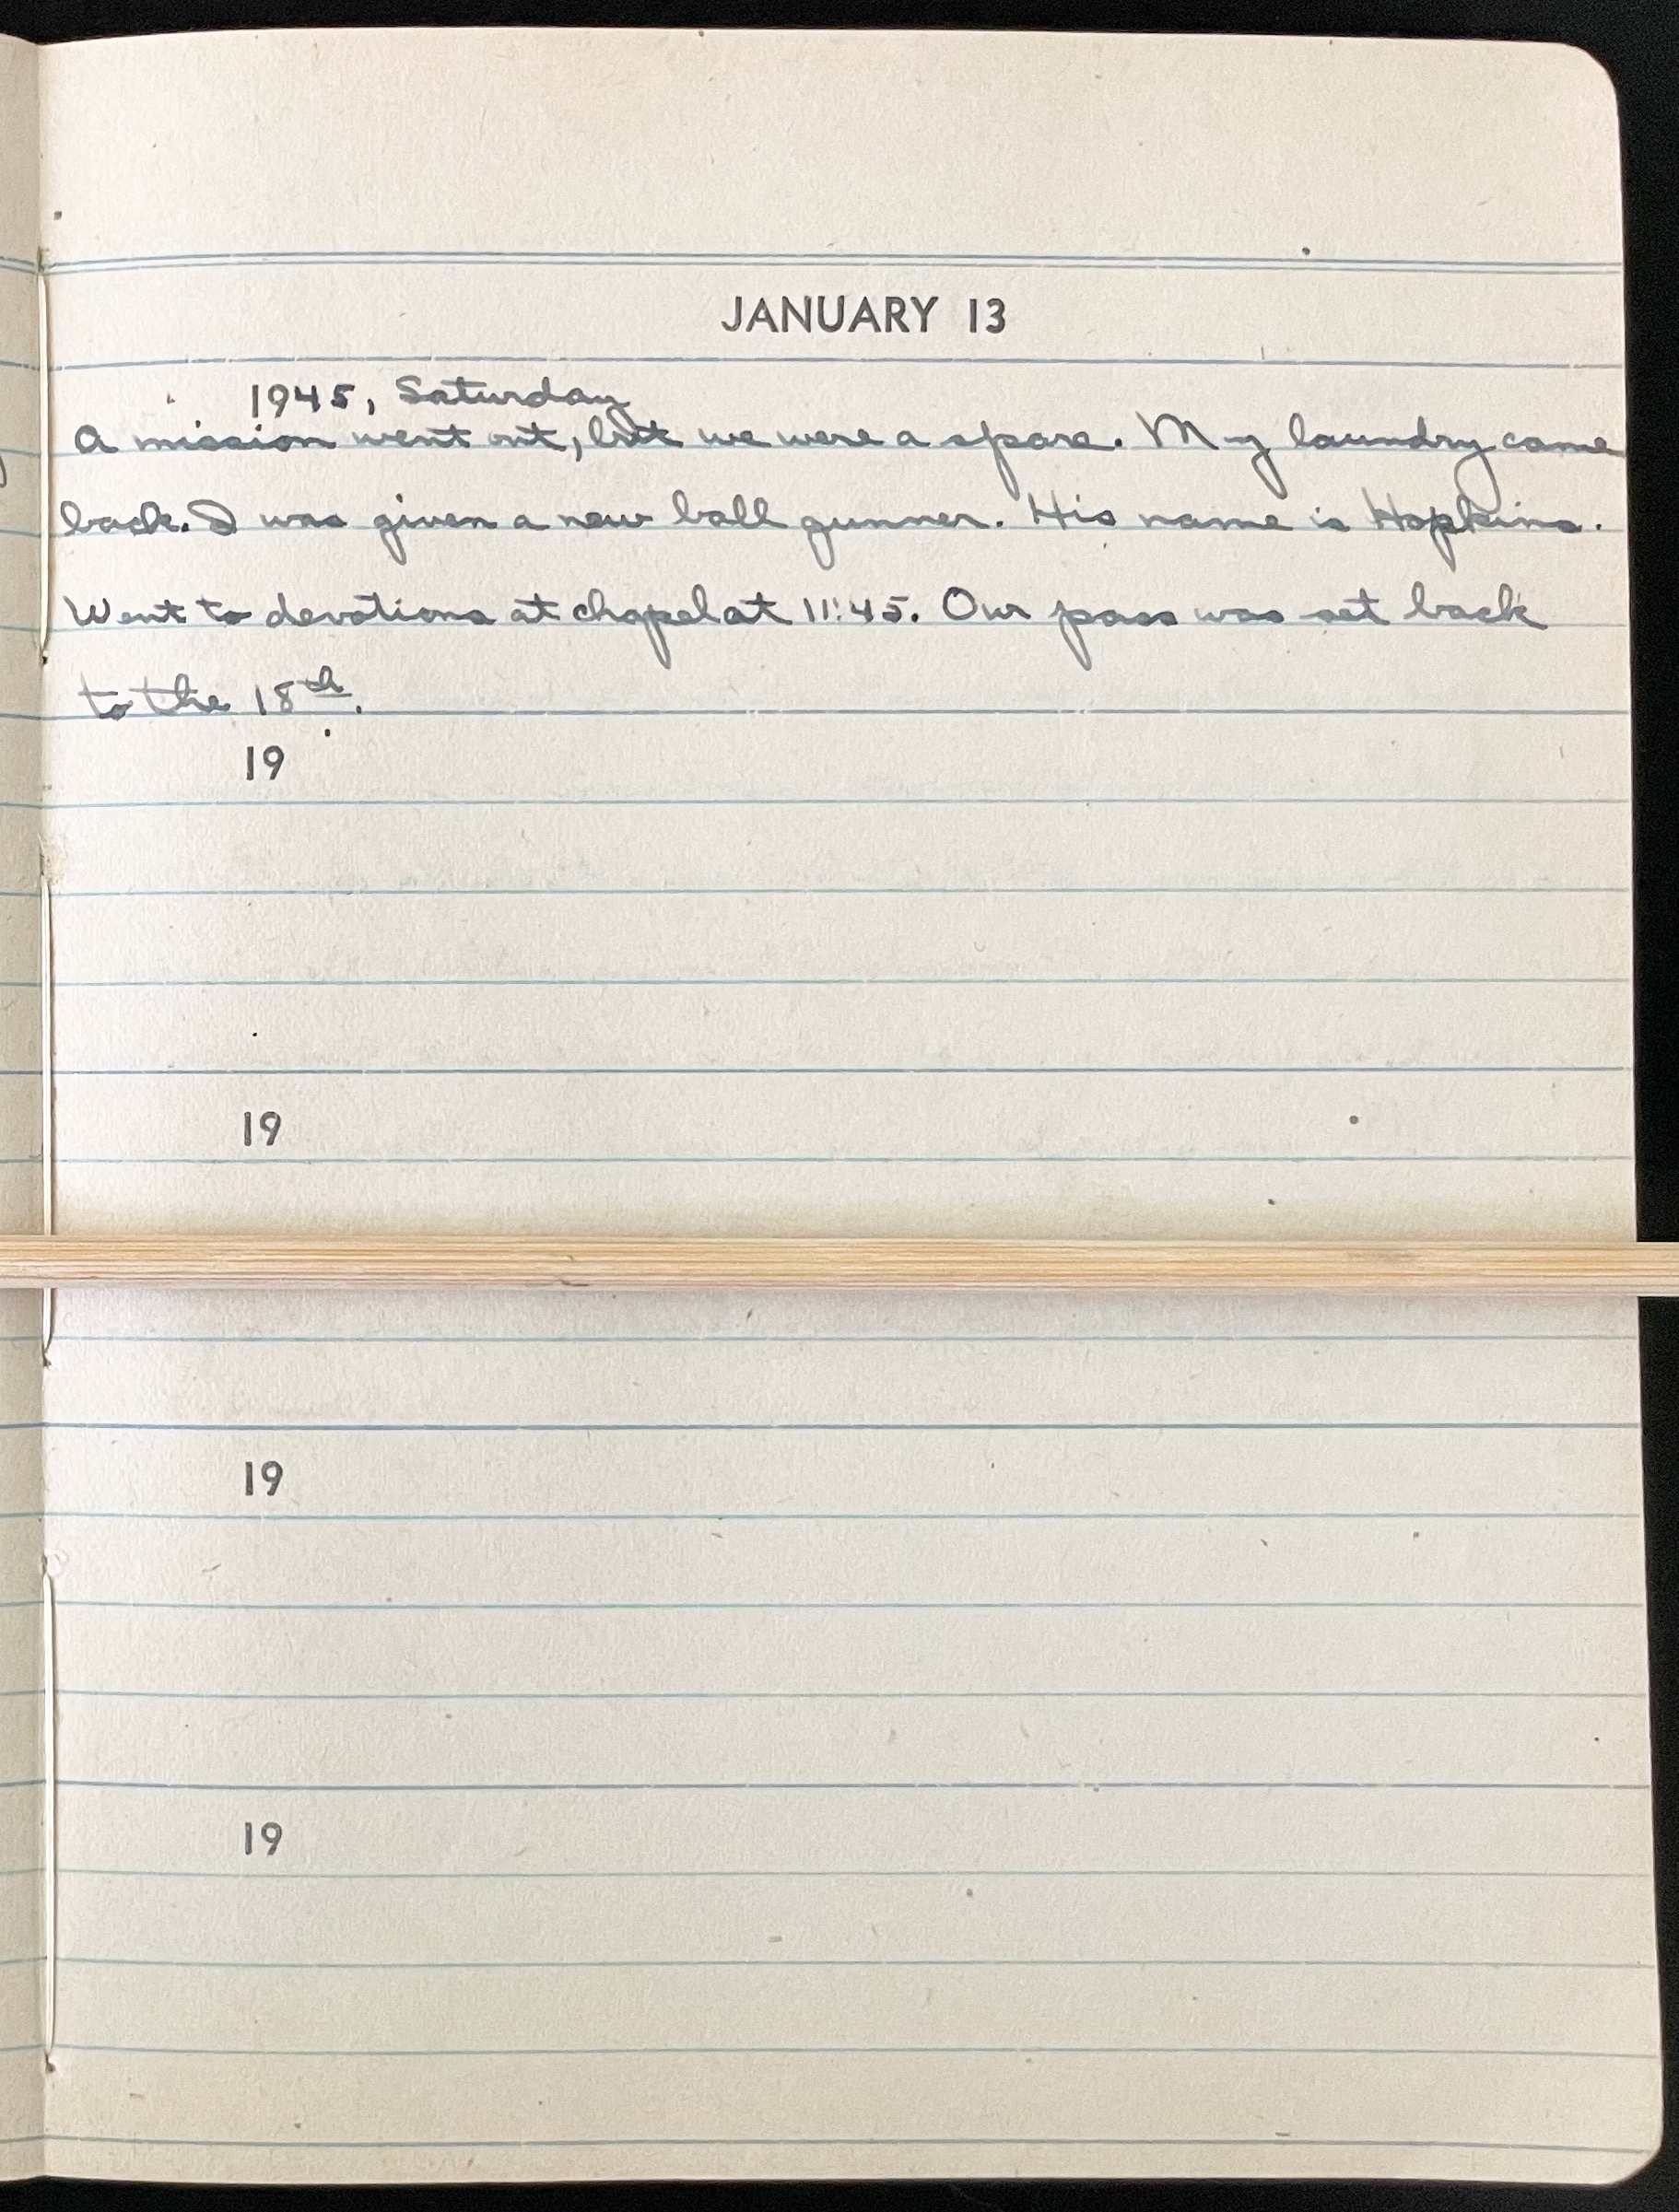 JANUARY 13
1945, Saturday
A mission went out, but we were a spare. My laundry came
back. I was given a new ball gunner. His name is Hopkins.
Went to devotions at chapel at 11:45. Our pass was set back
to the 18th.
19
19
19
19